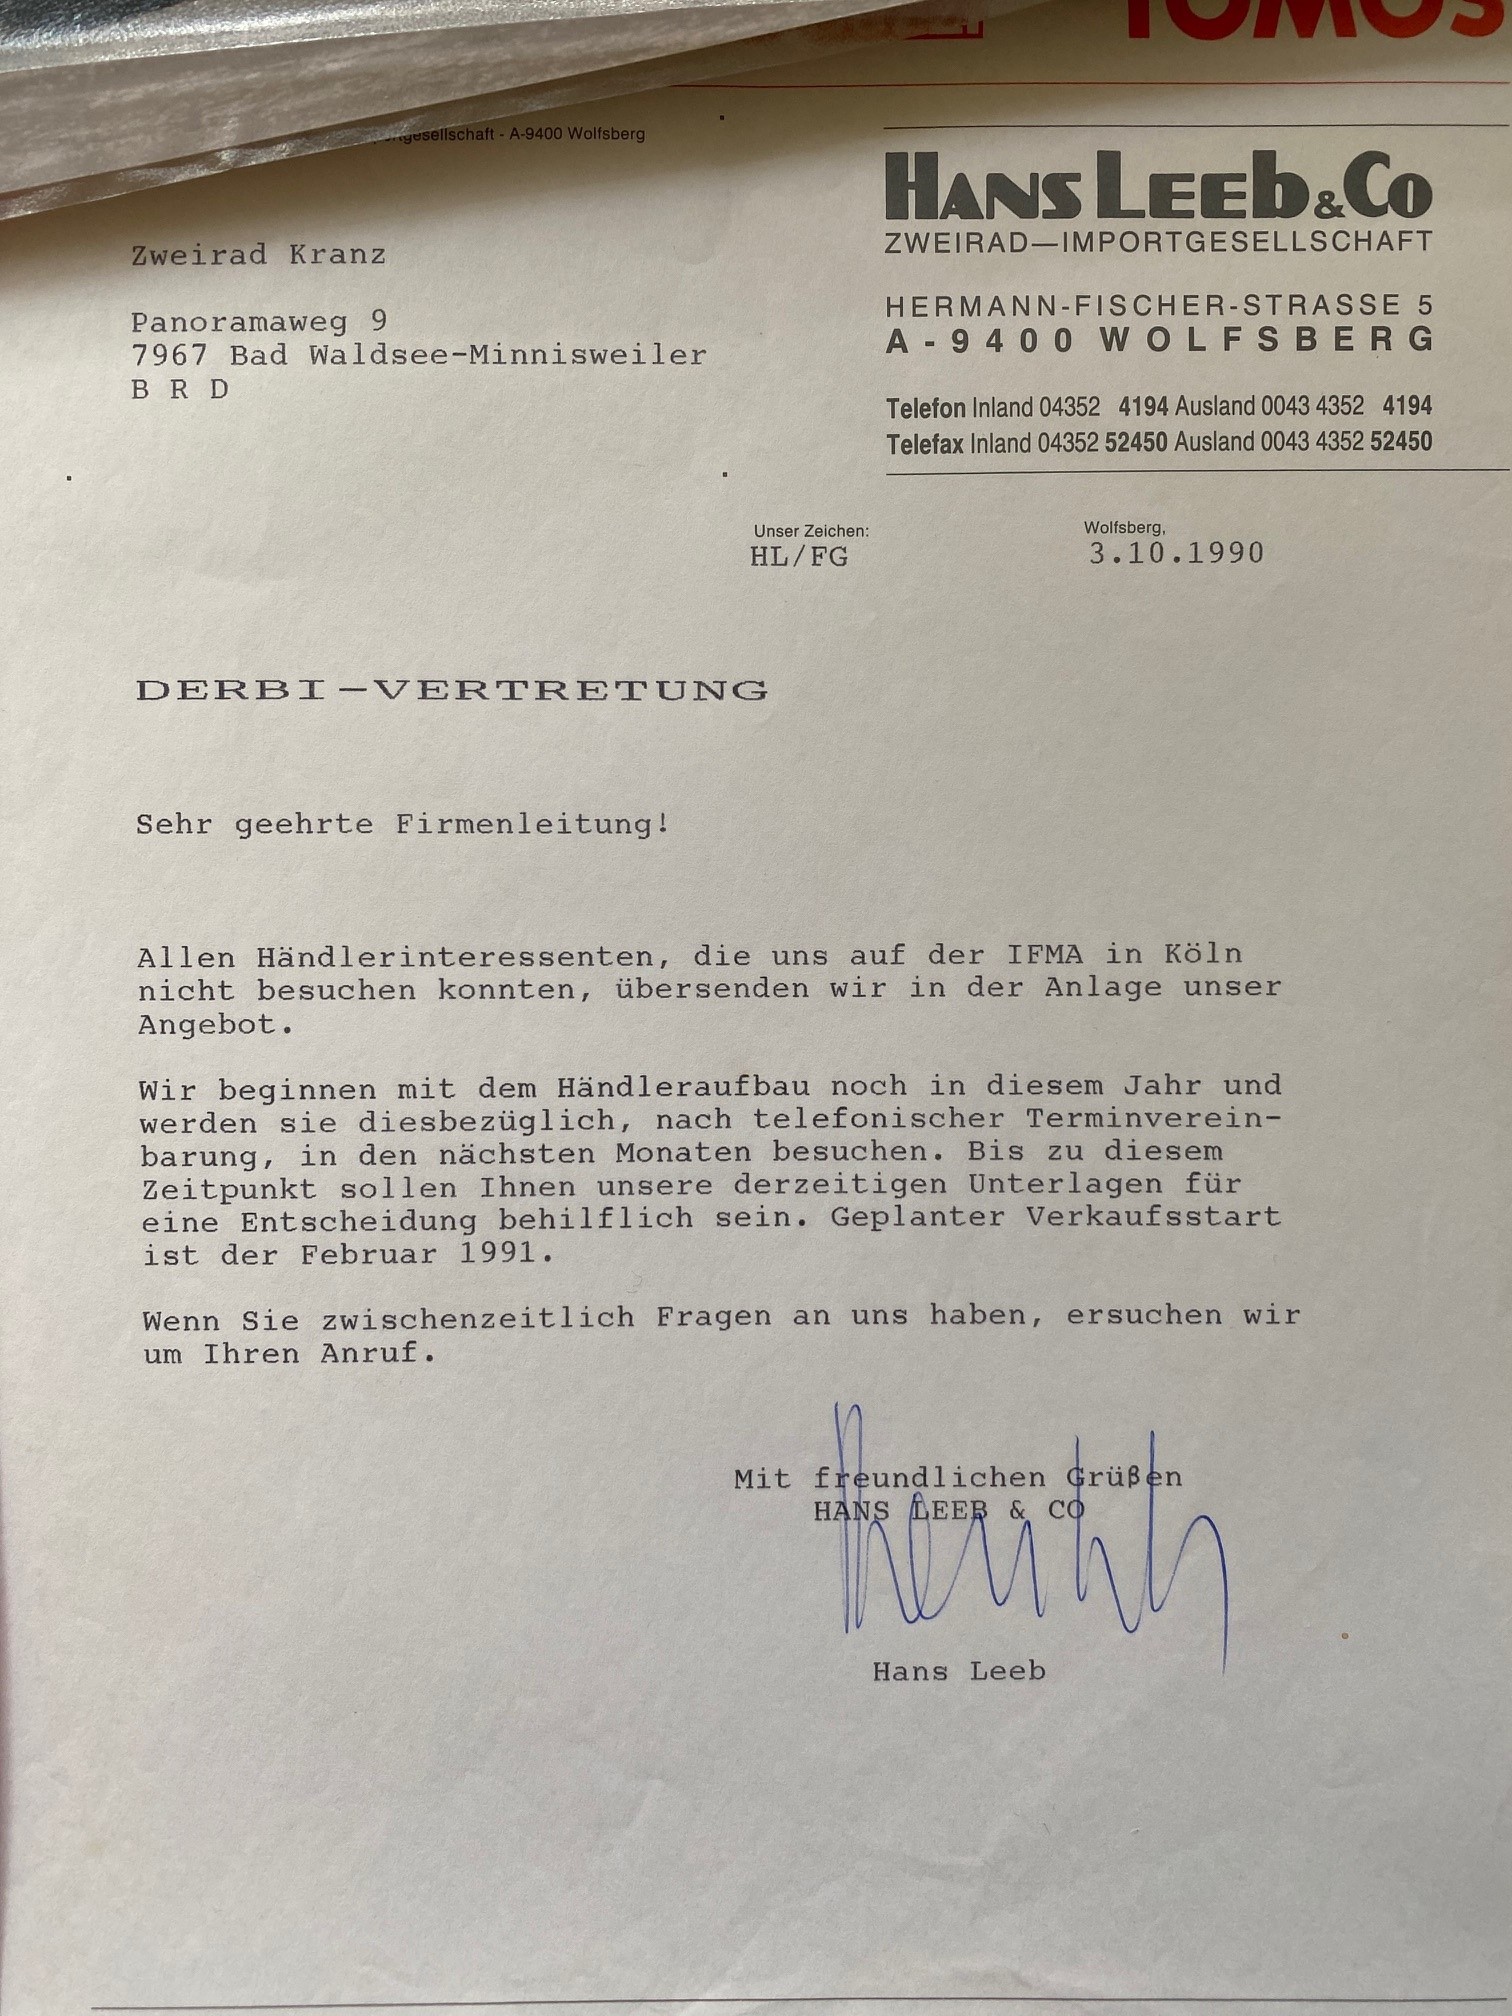 TOMOS
gesellschaft - A-9400 Wolfsberg
HANS LEEB & CO
ZWEIRAD—IMPORTGESELLSCHAFT
HERMANN-FISCHER-STRASSE 5
A-9400 WOLFSBERG
Telefon Inland 04352 4194 Ausland 0043 4352 4194
Telefax Inland 04352 52450 Ausland 0043 4352 52450
Zweirad Kranz
Panoramaweg 9
7967 Bad Waldsee-Minnisweiler
B R D
Unser Zeichen:
HL/FG
Wolfsberg,
3.10.1990
DERBI-VERTRETUNG
Sehr geehrte Firmenleitung!
Allen Händlerinteressenten, die uns auf der IFMA in Köln
nicht besuchen konnten, übersenden wir in der Anlage unser
Angebot.
Wir beginnen mit dem Händleraufbau noch in diesem Jahr und
werden sie diesbezüglich, nach telefonischer Terminverein-
barung, in den nächsten Monaten besuchen. Bis zu diesem
Zeitpunkt sollen Ihnen unsere derzeitigen Unterlagen für
eine Entscheidung behilflich sein. Geplanter Verkaufsstart
ist der Februar 1991.
Wenn Sie zwischenzeitlich Fragen an uns haben, ersuchen wir
um Ihren Anruf.
Mit freundlichen Grüßen
HANS LEEB & CO
Hans Leeb